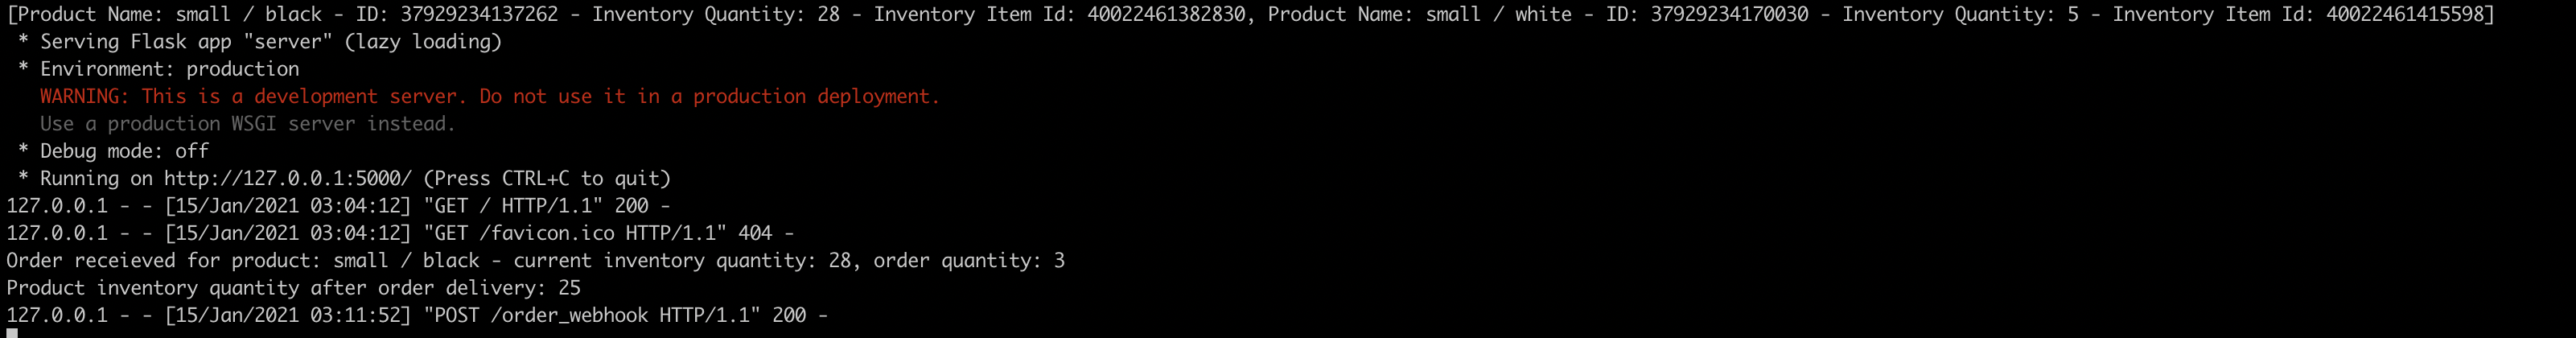 [Product Name: small / black - ID: 37929234137262 - Inventory Quantity: 28 - Inventory Item Id: 40022461382830, Product Name: small / white - ID: 37929234170030 - Inventory Quantity: 5 - Inventory Item Id: 40022461415598]
* Serving Flask app "server" (lazy loading)
* Environment: production
WARNING: This is a development server. Do not use it in a production deployment.
Use a production WSGI server instead.
* Debug mode: off
* Running on http://127.0.0.1:5000/ (Press CTRL+C to quit)
127.0.0.1 - - [15/Jan/2021 03:04:12] "GET / HTTP/1.1" 200 -
127.0.0.1 - - [15/Jan/2021 03:04:12] "GET /favicon.ico HTTP/1.1" 404 -
Order receieved for product: small / black - current inventory quantity: 28, order quantity: 3
Product inventory quantity after order delivery: 25
127.0.0.1 - - [15/Jan/2021 03:11:52] "POST /order_webhook HTTP/1.1" 200 -